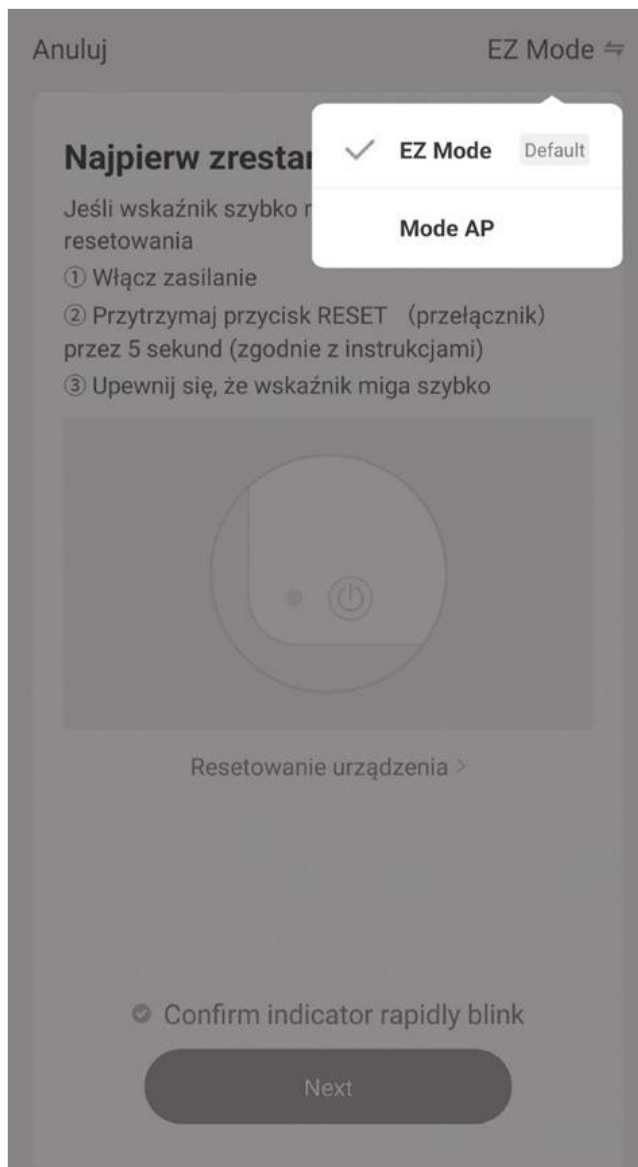 Anuluj
EZ Mode
EZ Mode Default
Mode AP
Najpierw
Jeśli wskaźnik szybko
resetowania
① Włącz zasilanie
② Przytrzymaj przycisk RESET （przełącznik）
przez 5 sekund (zgodnie z instrukcjami)
③ Upewnij się, że wskaźnik miga szybko
Resetowanie urządzenia >
Confirm indicator rapidly blink
Next